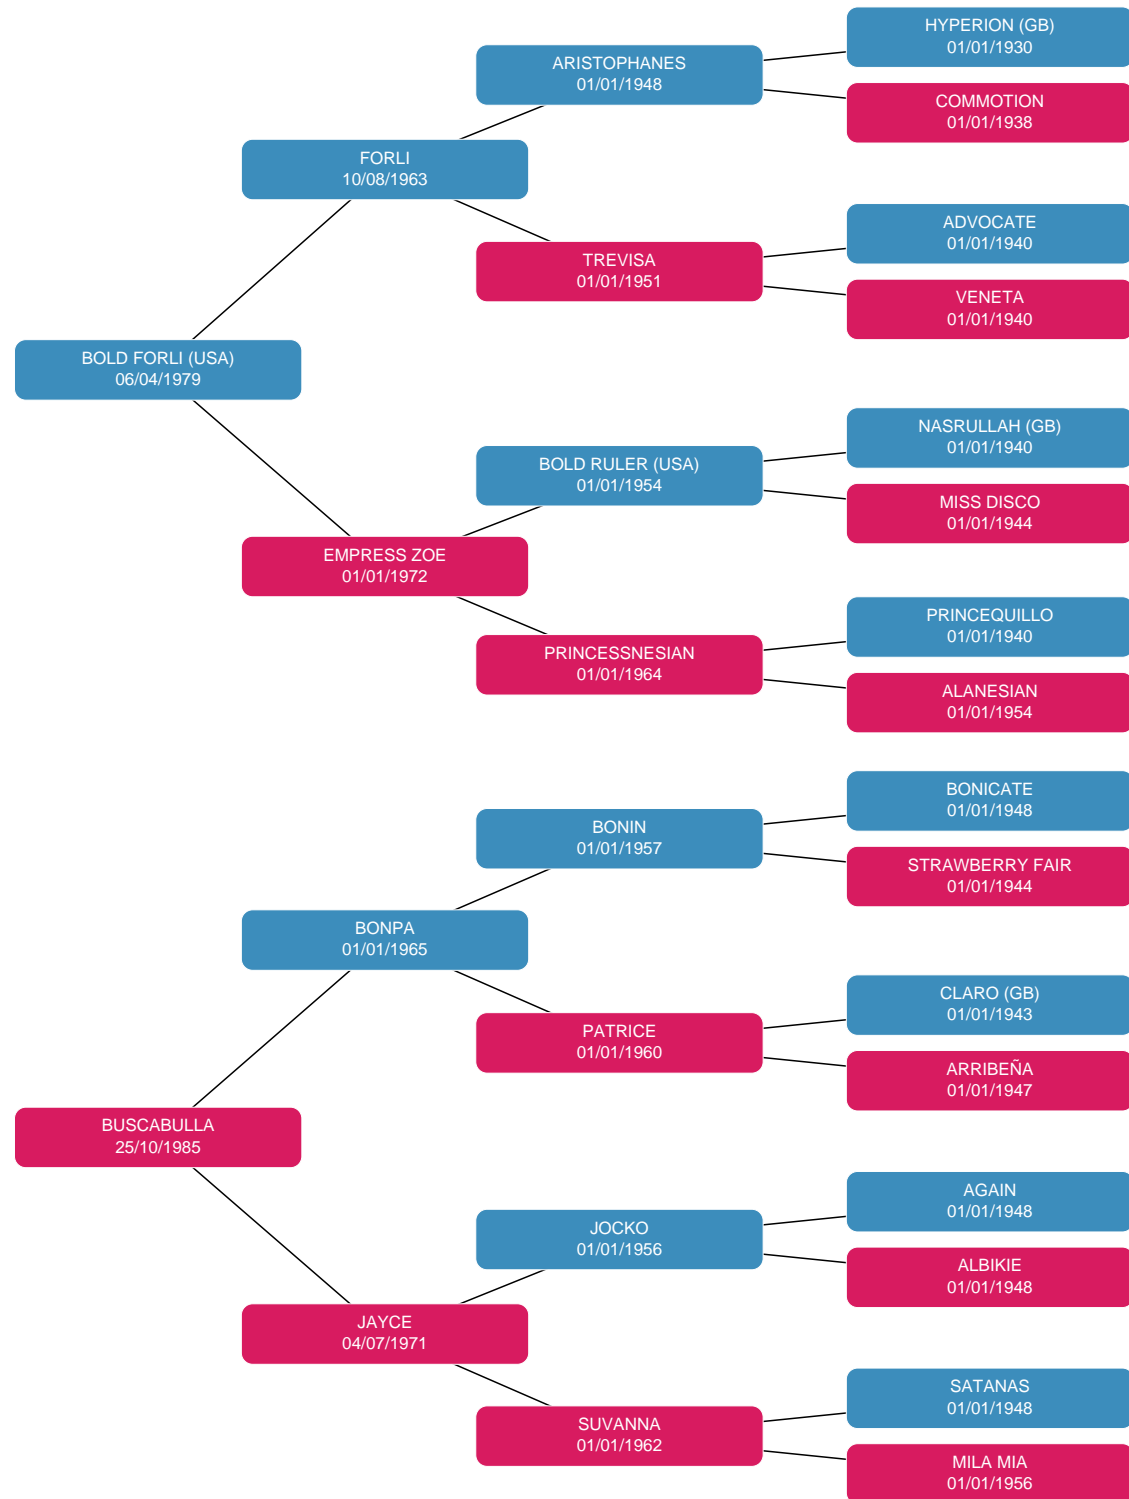 HYPERION (GB)
01/01/1930
ARISTOPHANES
01/01/1948
COMMOTION
01/01/1938
FORLI
10/08/1963
ADVOCATE
01/01/1940
TREVISA
01/01/1951
VENETA
01/01/1940
BOLD FORLI (USA)
06/04/1979
NASRULLAH (GB)
01/01/1940
BOLD RULER (USA)
01/01/1954
MISS DISCO
01/01/1944
EMPRESS ZOE
01/01/1972
PRINCEQUILLO
01/01/1940
PRINCESSNESIAN
01/01/1964
ALANESIAN
01/01/1954
BONICATE
01/01/1948
BONIN
01/01/1957
STRAWBERRY FAIR
01/01/1944
BONPA
01/01/1965
CLARO (GB)
01/01/1943
PATRICE
01/01/1960
ARRIBEÑA
01/01/1947
BUSCABULLA
25/10/1985
AGAIN
01/01/1948
JOCKO
01/01/1956
ALBIKIE
01/01/1948
JAYCE
04/07/1971
SATANAS
01/01/1948
SUVANNA
01/01/1962
MILA MIA
01/01/1956